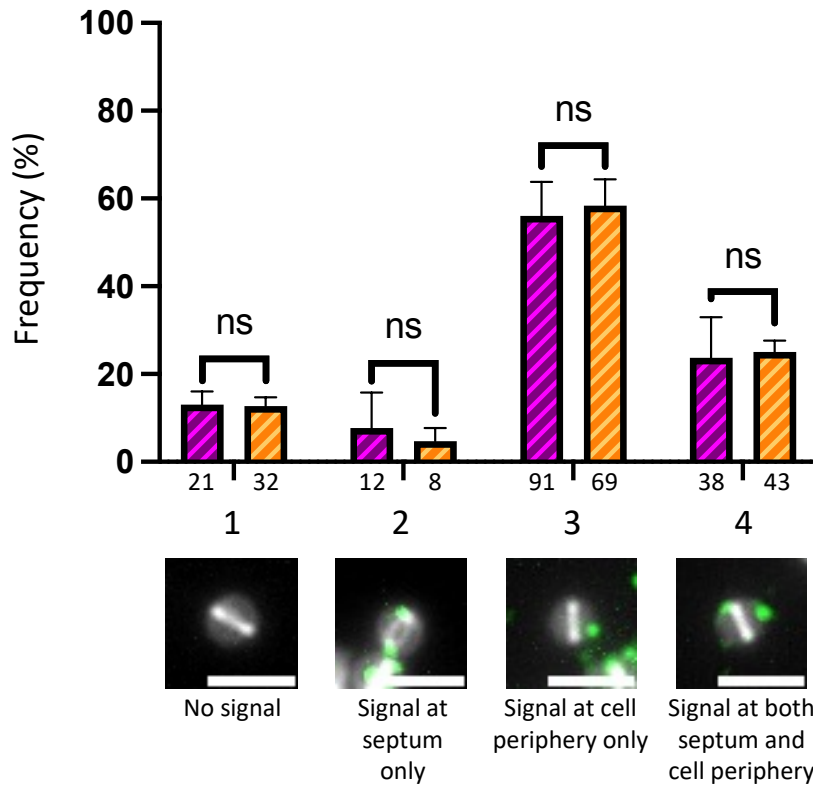 Frequency (%)
100
80
60
40
20
0
ns
ns
ns
ns
21 32 12 8 91 69 38 43
1 2 3 4
No signal
Signal at
septum
only
Signal at cell
periphery only
Signal at both
septum and
cell periphery